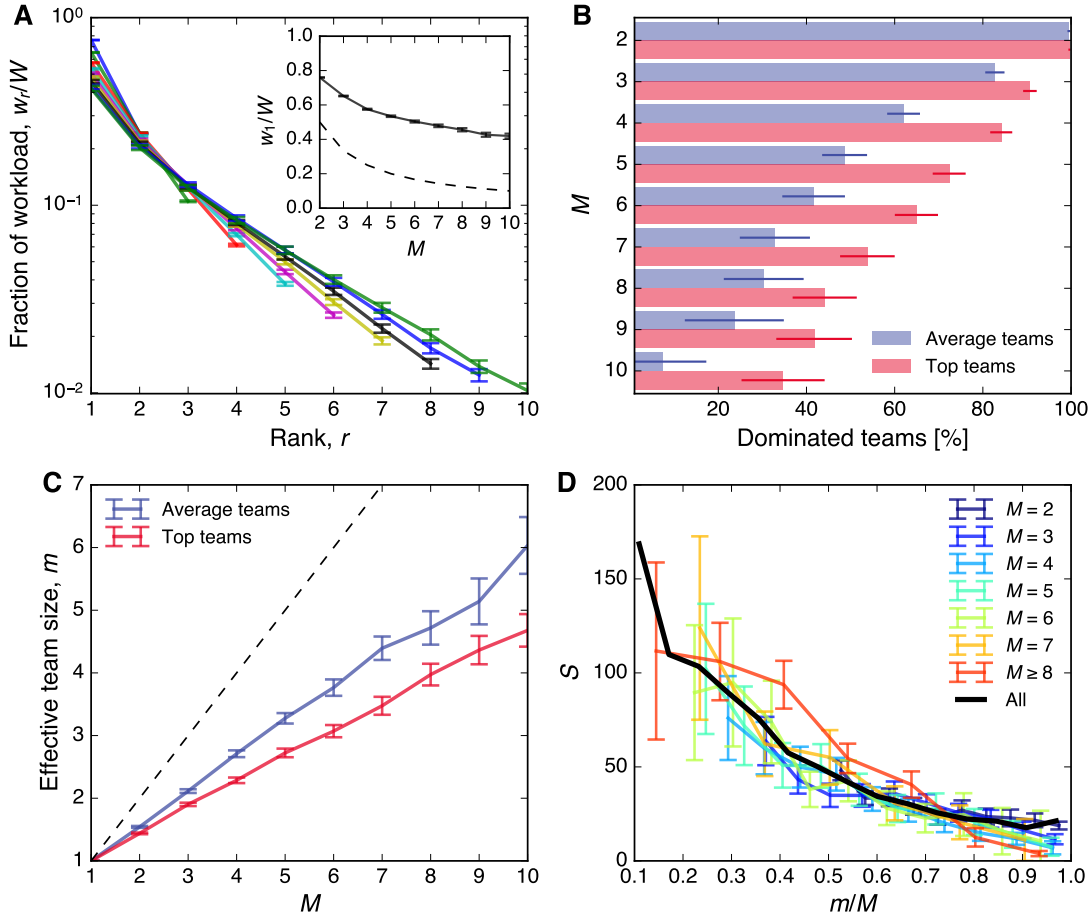 A
Fraction of workload, w_r/W
10⁰
10⁻¹
10⁻²
1 2 3 4 5 6 7 8 9 10
Rank, r
w₁/W
1.0
0.8
0.6
0.4
0.2
0.0
2 3 4 5 6 7 8 9 10
M
B
M
2
3
4
5
6
7
8
9
10
Average teams
Top teams
20 40 60 80 100
Dominated teams [%]
C
Effective team size, m
7
6
5
4
3
2
1
Average teams
Top teams
1 2 3 4 5 6 7 8 9 10
M
D
S
200
150
100
50
0
M = 2
M = 3
M = 4
M = 5
M = 6
M = 7
M ≥ 8
All
0.1 0.2 0.3 0.4 0.5 0.6 0.7 0.8 0.9 1.0
m/M